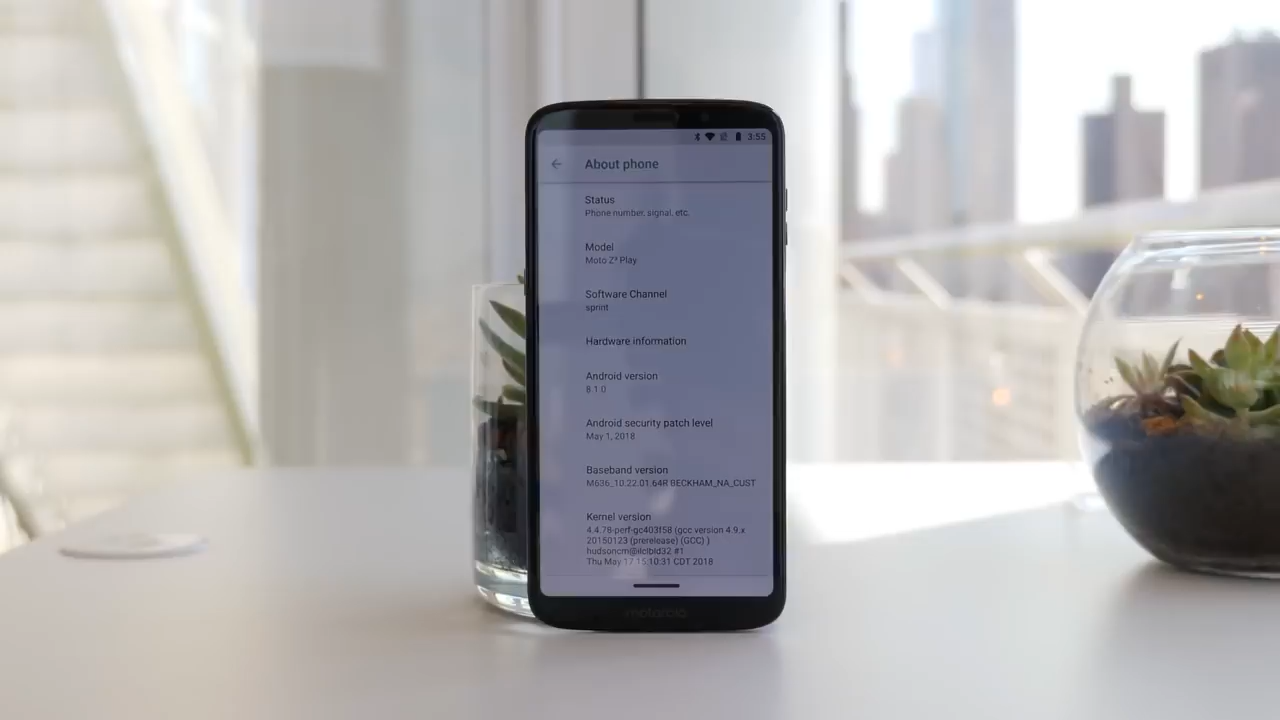 3:55
About phone
Status
Phone number, signal, etc.
Model
Moto Z³ Play
Software Channel
sprint
Hardware information
Android version
8.1.0
Android security patch level
May 1, 2018
Baseband version
M636_10.22.01.64R BECKHAM_NA_CUST
Kernel version
4.4.78-perf-gc403f58 (gcc version 4.9.x
20150123 (prerelease) (GCC) )
hudsoncm@ilclbld32 #1
Thu May 17 15:10:31 CDT 2018
motorola